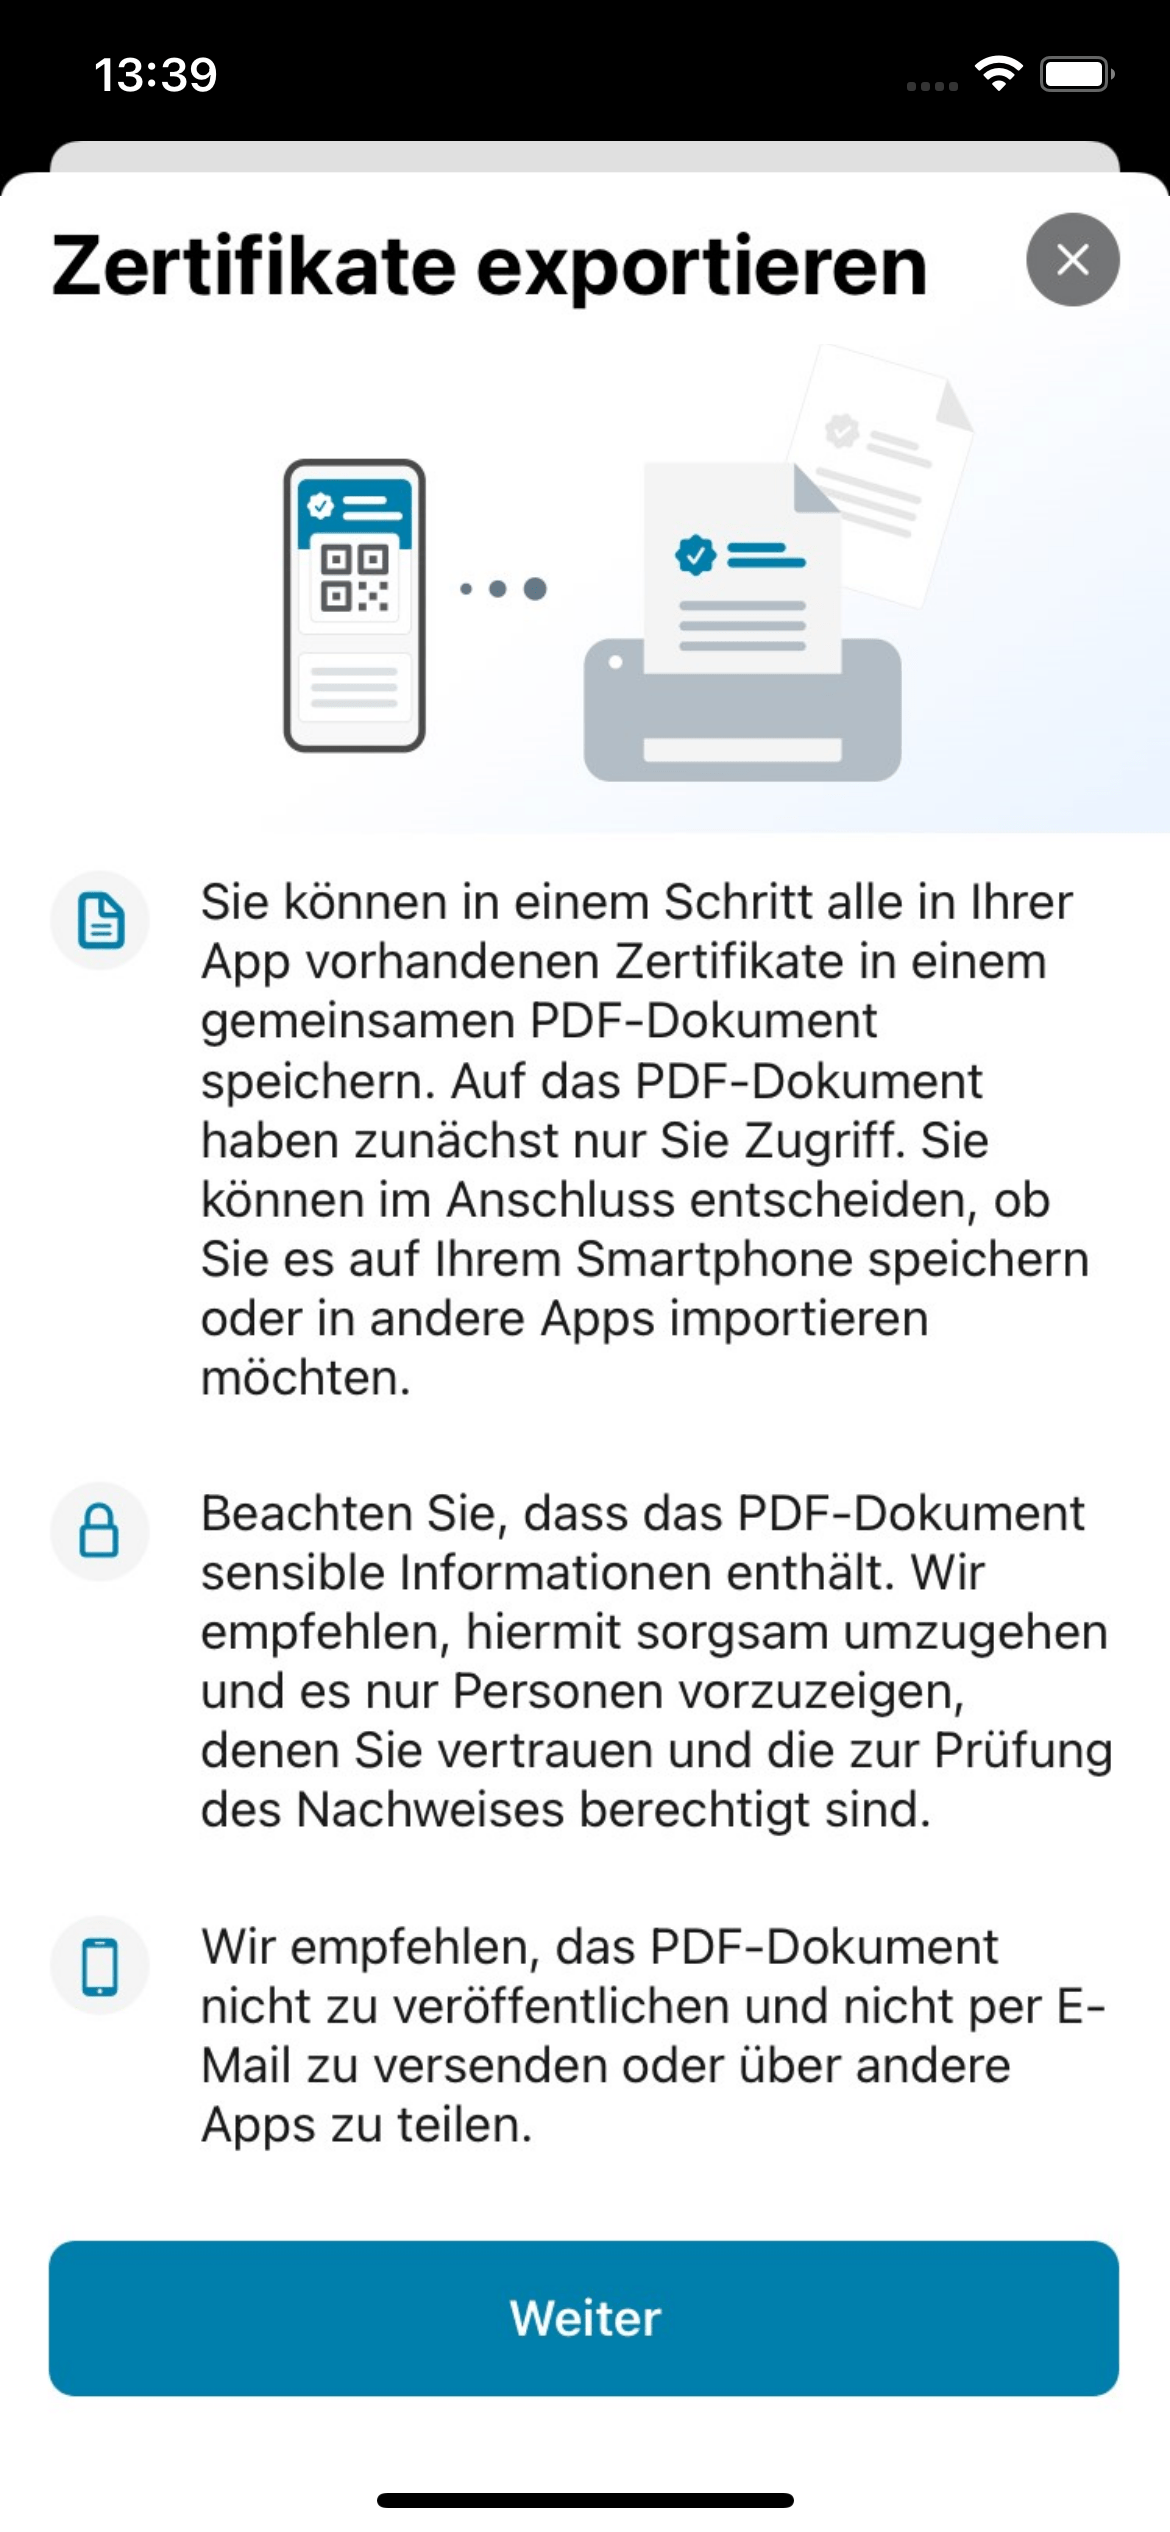 13:39
Zertifikate exportieren
Sie können in einem Schritt alle in Ihrer
App vorhandenen Zertifikate in einem
gemeinsamen PDF-Dokument
speichern. Auf das PDF-Dokument
haben zunächst nur Sie Zugriff. Sie
können im Anschluss entscheiden, ob
Sie es auf Ihrem Smartphone speichern
oder in andere Apps importieren
möchten.
Beachten Sie, dass das PDF-Dokument
sensible Informationen enthält. Wir
empfehlen, hiermit sorgsam umzugehen
und es nur Personen vorzuzeigen,
denen Sie vertrauen und die zur Prüfung
des Nachweises berechtigt sind.
Wir empfehlen, das PDF-Dokument
nicht zu veröffentlichen und nicht per E-
Mail zu versenden oder über andere
Apps zu teilen.
Weiter